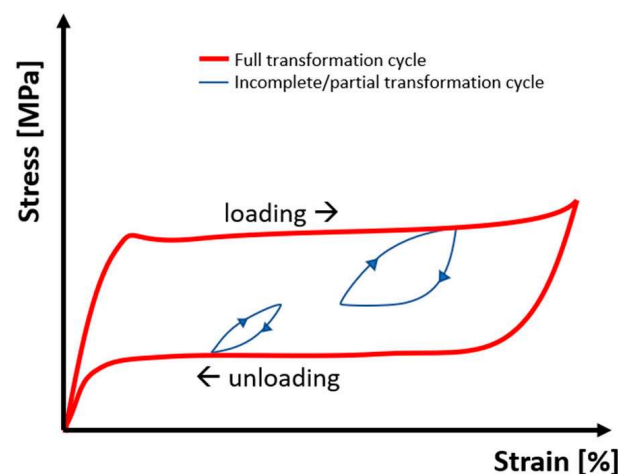 Stress [MPa]
Full transformation cycle
Incomplete/partial transformation cycle
loading →
← unloading
Strain [%]